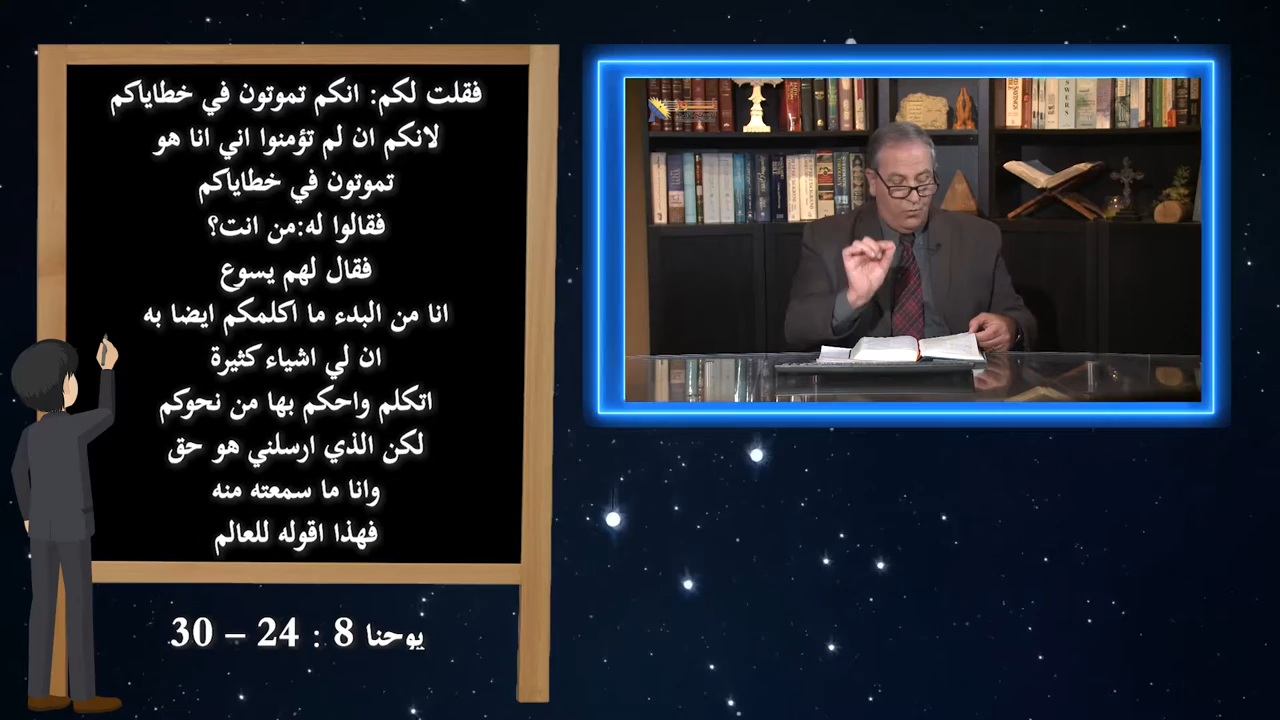 فقلت لكم: انكم تموتون في خطاياكم
لانكم ان لم تؤمنوا اني انا هو
تموتون في خطاياكم
فقالوا له:من انت؟
فقال لهم يسوع
انا من البدء ما اكلمكم ايضا به
ان لي اشياء كثيرة
اتكلم واحكم بها من نحوكم
لكن الذي ارسلني هو حق
وانا ما سمعته منه
فهذا اقوله للعالم
يوحنا 8 : 24 – 30